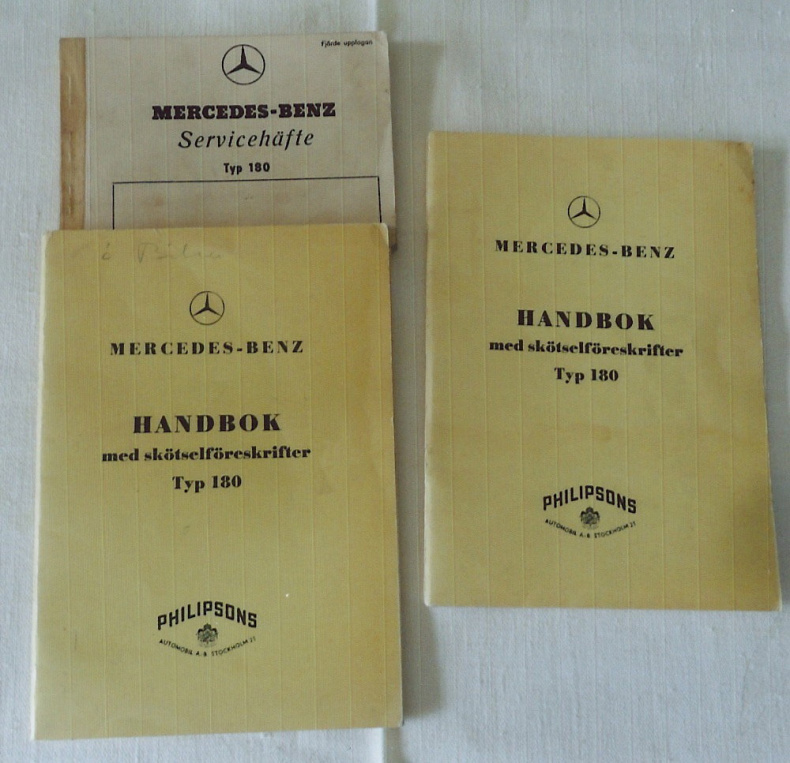 Fjärde upplagan
MERCEDES-BENZ
Servicehäfte
Typ 180
MERCEDES-BENZ
HANDBOK
med skötselföreskrifter
Typ 180
PHILIPSONS
AUTOMOBIL A.B. STOCKHOLM 21
MERCEDES-BENZ
HANDBOK
med skötselföreskrifter
Typ 180
PHILIPSONS
AUTOMOBIL A.B. STOCKHOLM 21